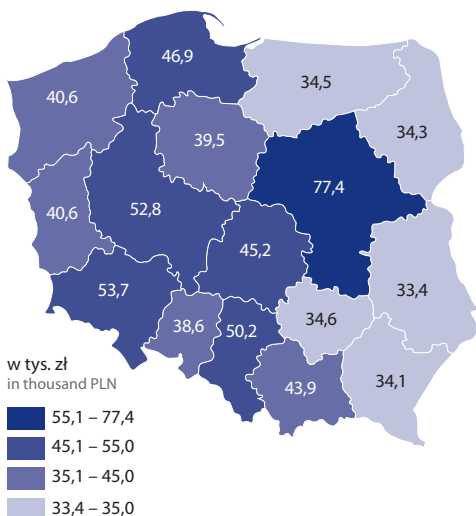 46,9
40,6
34,5
39,5
34,3
77,4
40,6
52,8
45,2
53,7
33,4
38,6
50,2
34,6
34,1
43,9
w tys. zł
in thousand PLN
55,1 – 77,4
45,1 – 55,0
35,1 – 45,0
33,4 – 35,0